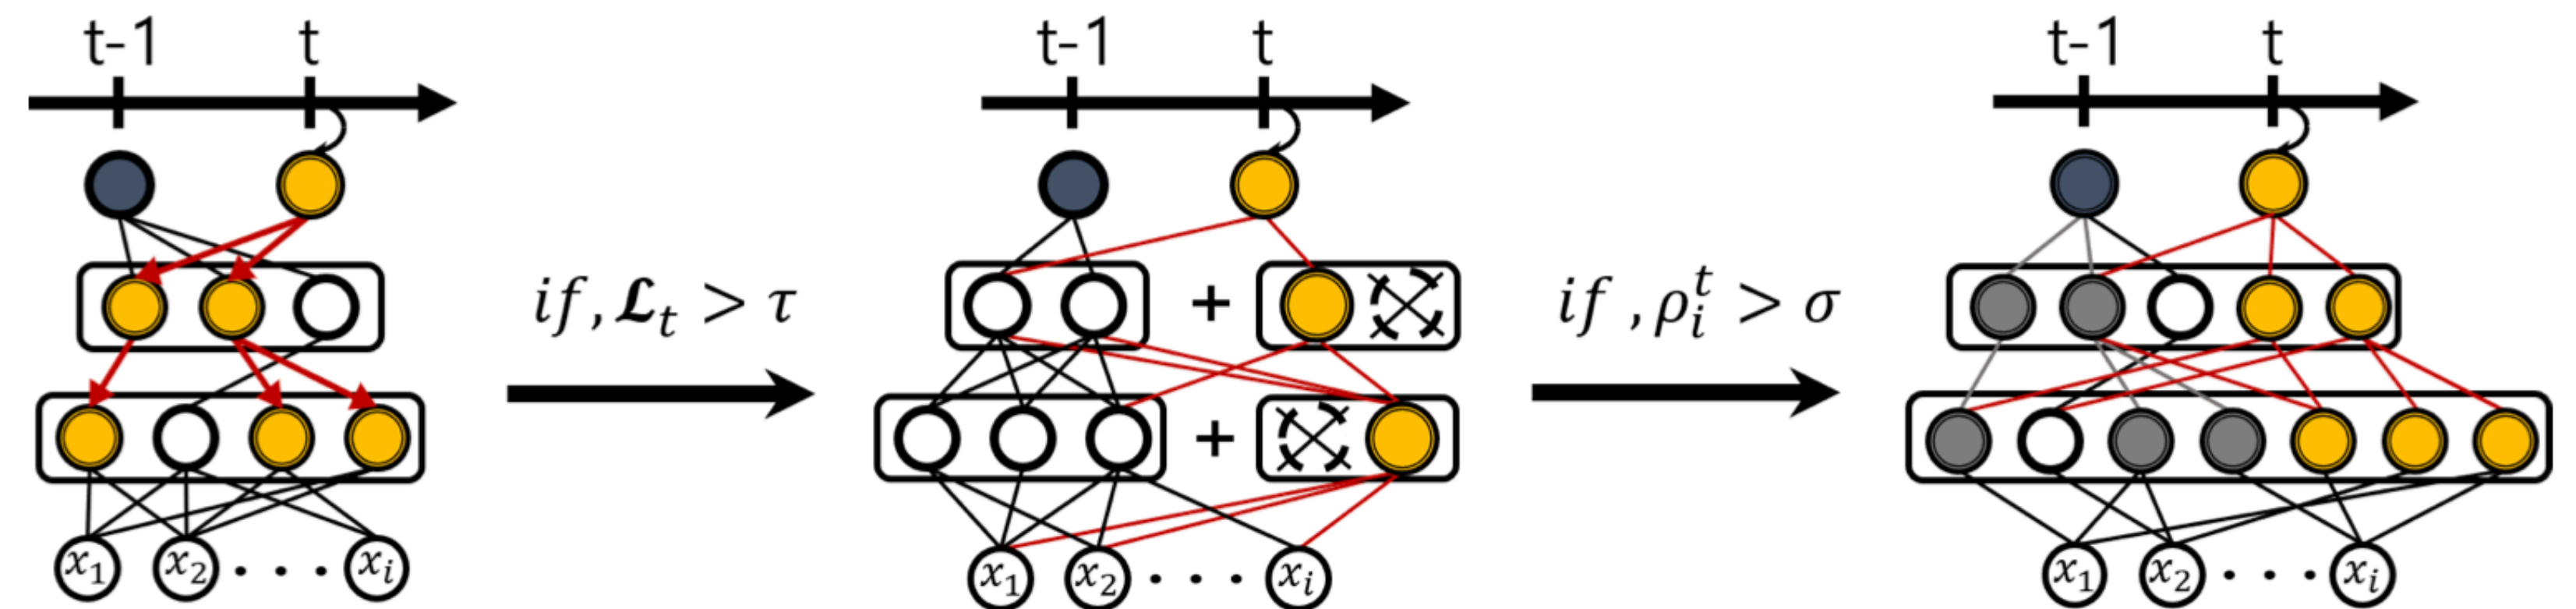 t-1 t
t-1 t
t-1 t
if, 𝓛ₜ > τ
if , ρᵢᵗ > σ
+
+
x₁ x₂ · · · xᵢ
x₁ x₂ · · · xᵢ
x₁ x₂ · · · xᵢ